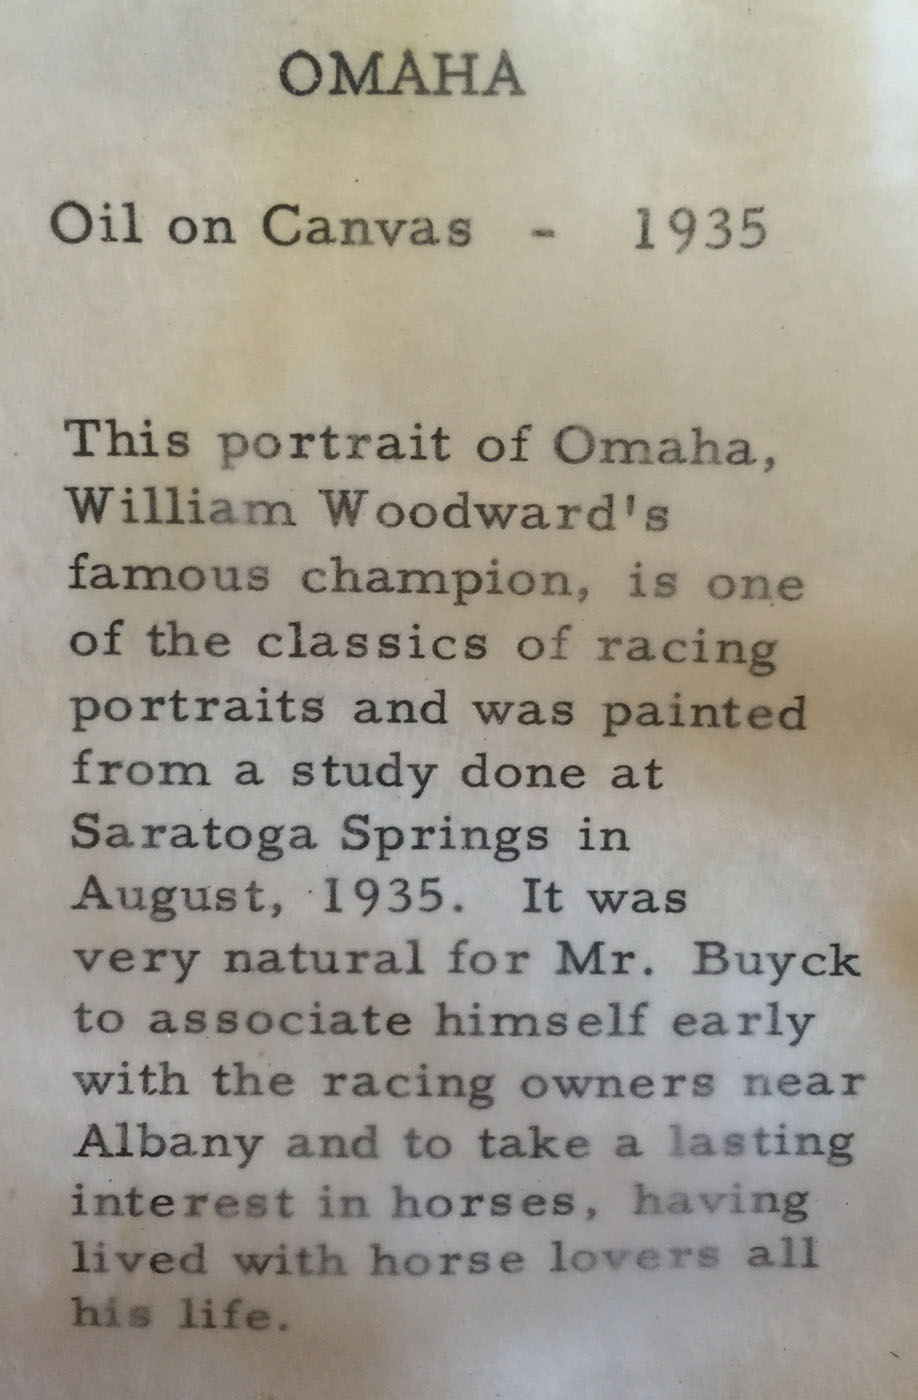 OMAHA
Oil on Canvas - 1935
This portrait of Omaha,
William Woodward's
famous champion, is one
of the classics of racing
portraits and was painted
from a study done at
Saratoga Springs in
August, 1935. It was
very natural for Mr. Buyck
to associate himself early
with the racing owners near
Albany and to take a lasting
interest in horses, having
lived with horse lovers all
his life.